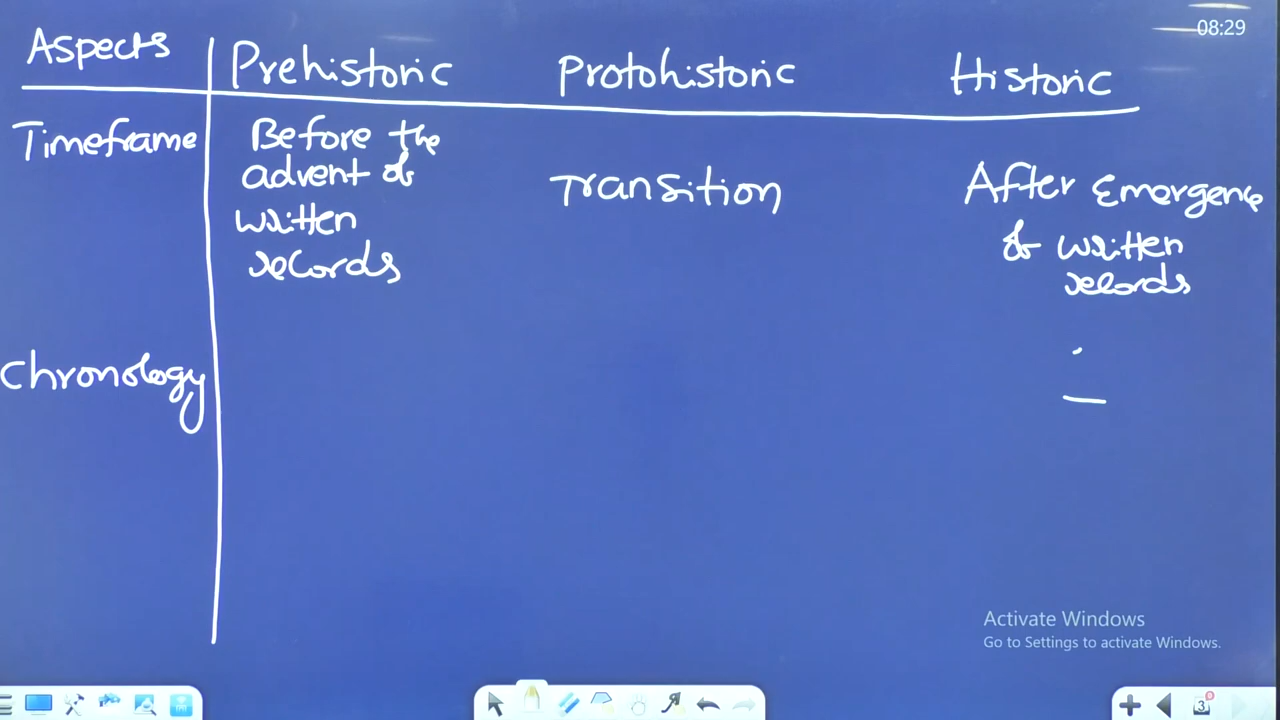 08:29
Aspects Prehistoric Protohistoric Historic
Timeframe Before the
advent of
written
records
Transition
After Emergence
of written
records
Chronology
Activate Windows
Go to Settings to activate Windows.
3